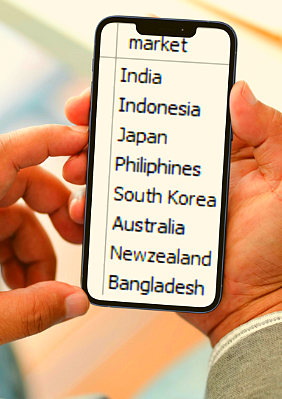 market
India
Indonesia
Japan
Philiphines
South Korea
Australia
Newzealand
Bangladesh